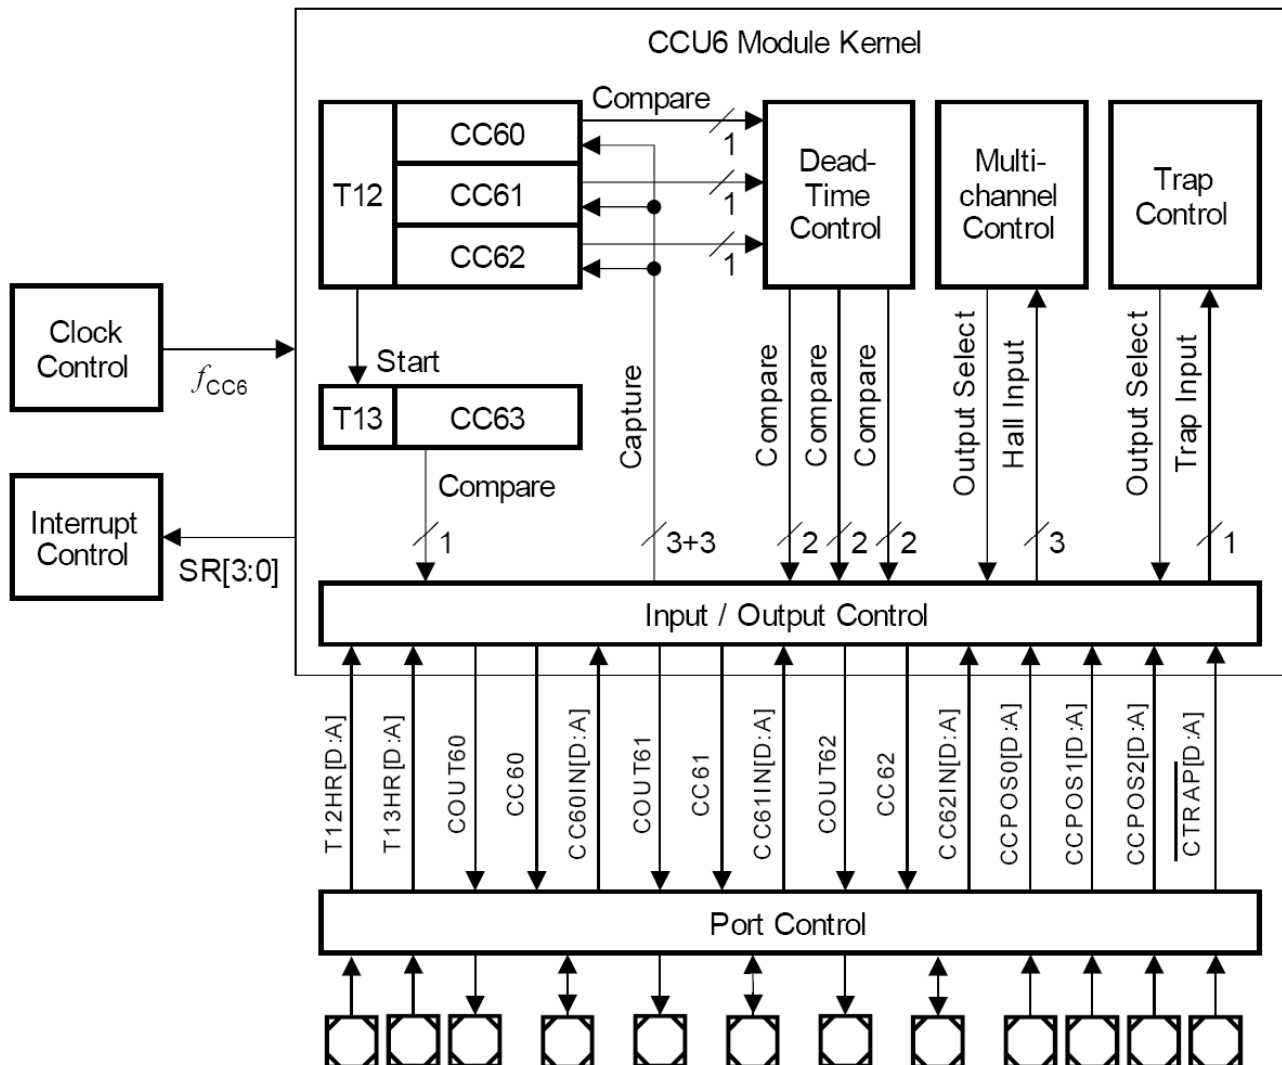 CCU6 Module Kernel
Compare
CC60
1
T12
CC61
1
CC62
1
Dead-
Time
Control
Multi-
channel
Control
Trap
Control
Clock
Control
fCC6
Start
T13
CC63
Compare
1
Capture
3+3
Compare
2
Compare
2
Compare
2
Output Select
Hall Input
3
Output Select
Trap Input
1
Interrupt
Control
SR[3:0]
Input / Output Control
T12HR[D:A]
T13HR[D:A]
COUT60
CC60
CC60IN[D:A]
COUT61
CC61
CC61IN[D:A]
COUT62
CC62
CC62IN[D:A]
CCPOS0[D:A]
CCPOS1[D:A]
CCPOS2[D:A]
CTRAP[D:A]
Port Control